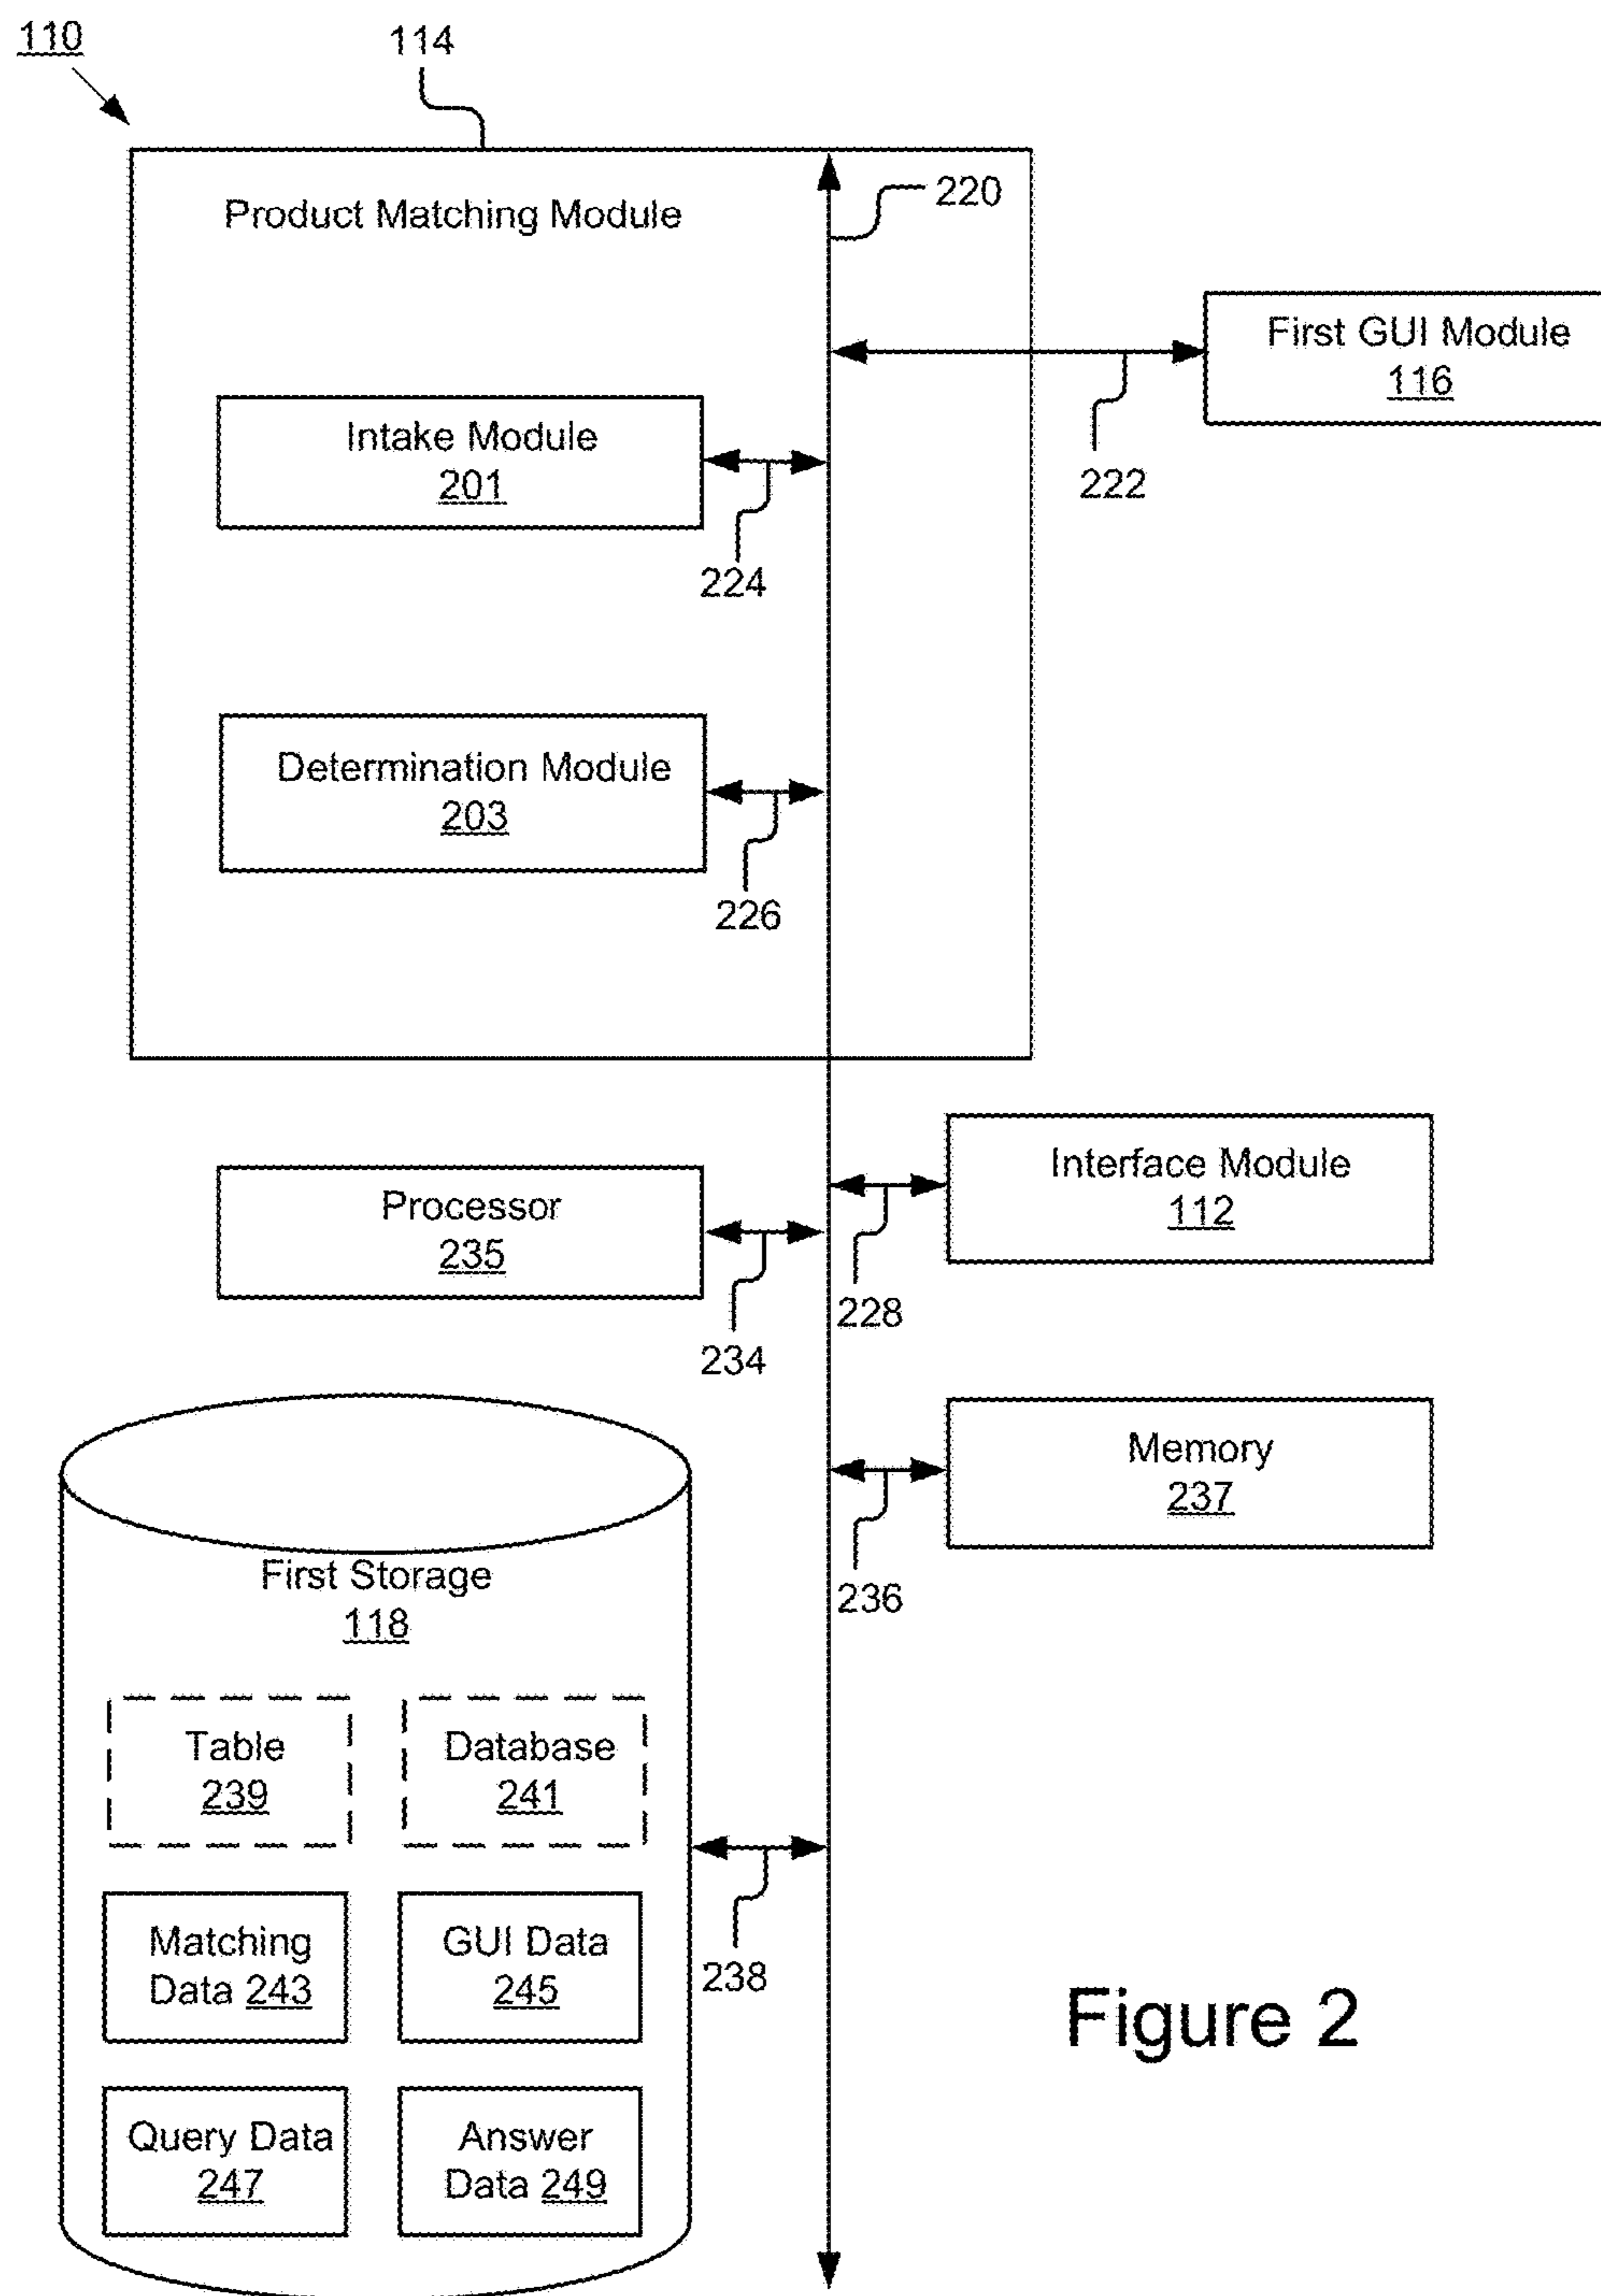 110
114
Product Matching Module
220
First GUI Module
116
222
Intake Module
201
224
Determination Module
203
226
Interface Module
112
228
Processor
235
234
Memory
237
236
First Storage
118
Table
239
Database
241
238
Matching
Data 243
GUI Data
245
Query Data
247
Answer
Data 249
Figure 2